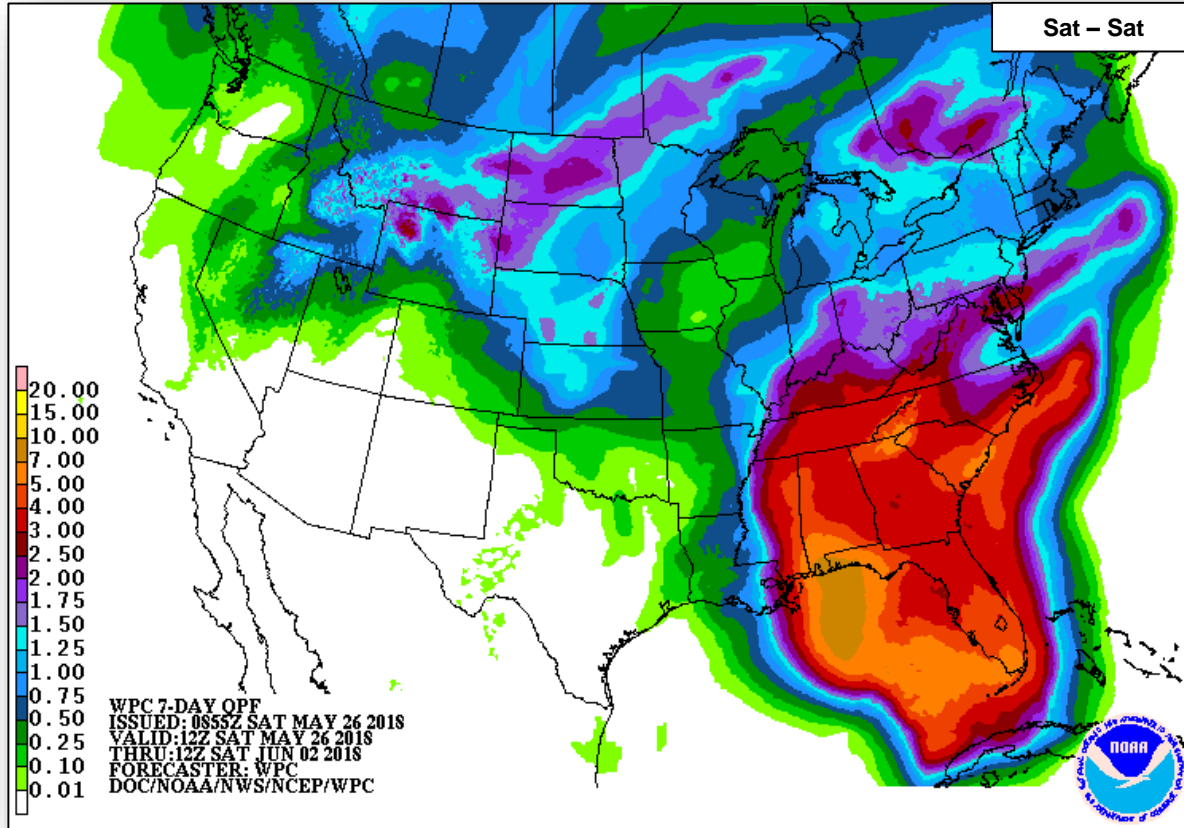 Sat – Sat
20.00
15.00
10.00
7.00
5.00
4.00
3.00
2.50
2.00
1.75
1.50
1.25
1.00
0.75
0.50
0.25
0.10
0.01
WPC 7-DAY QPF
ISSUED: 0855Z SAT MAY 26 2018
VALID:12Z SAT MAY 26 2018
THRU:12Z SAT JUN 02 2018
FORECASTER: WPC
DOC/NOAA/NWS/NCEP/WPC
NOAA